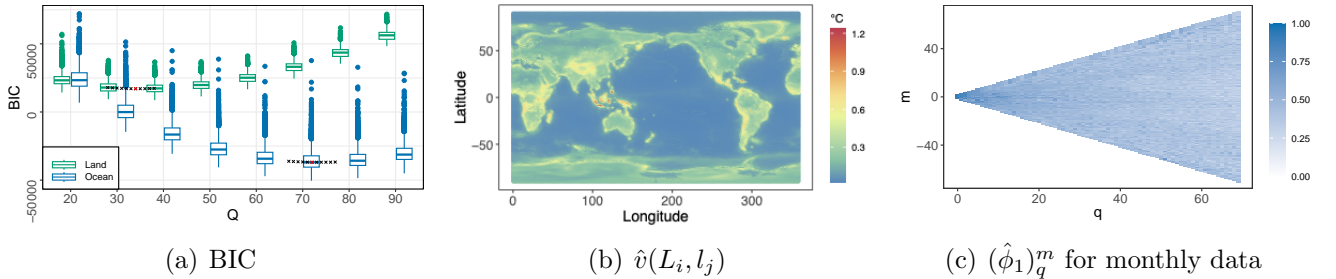 BIC
50000
0
−50000
Land
Ocean
20 30 40 50 60 70 80 90
Q
(a) BIC
Latitude
50
0
−50
0 100 200 300
Longitude
°C
1.2
0.9
0.6
0.3
(b) v̂(L_i, l_j)
m
40
0
−40
0 20 40 60
q
1.00
0.75
0.50
0.25
0.00
(c) (φ̂_1)_q^m for monthly data